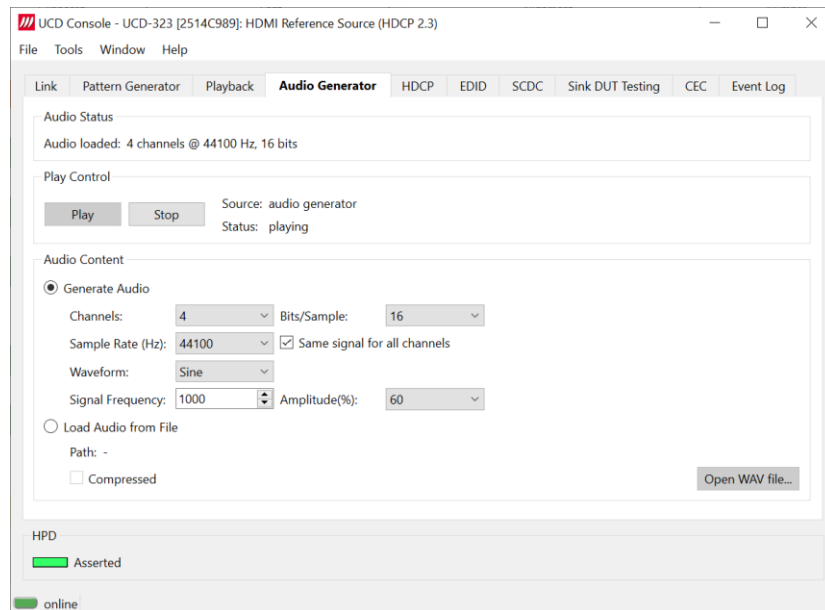 UCD Console - UCD-323 [2514C989]: HDMI Reference Source (HDCP 2.3)
File Tools Window Help
Link Pattern Generator Playback Audio Generator HDCP EDID SCDC Sink DUT Testing CEC Event Log
Audio Status
Audio loaded: 4 channels @ 44100 Hz, 16 bits
Play Control
Play Stop Source: audio generator
Status: playing
Audio Content
Generate Audio
Channels: 4 Bits/Sample: 16
Sample Rate (Hz): 44100 Same signal for all channels
Waveform: Sine
Signal Frequency: 1000 Amplitude(%): 60
Load Audio from File
Path: -
Compressed Open WAV file...
HPD
Asserted
online